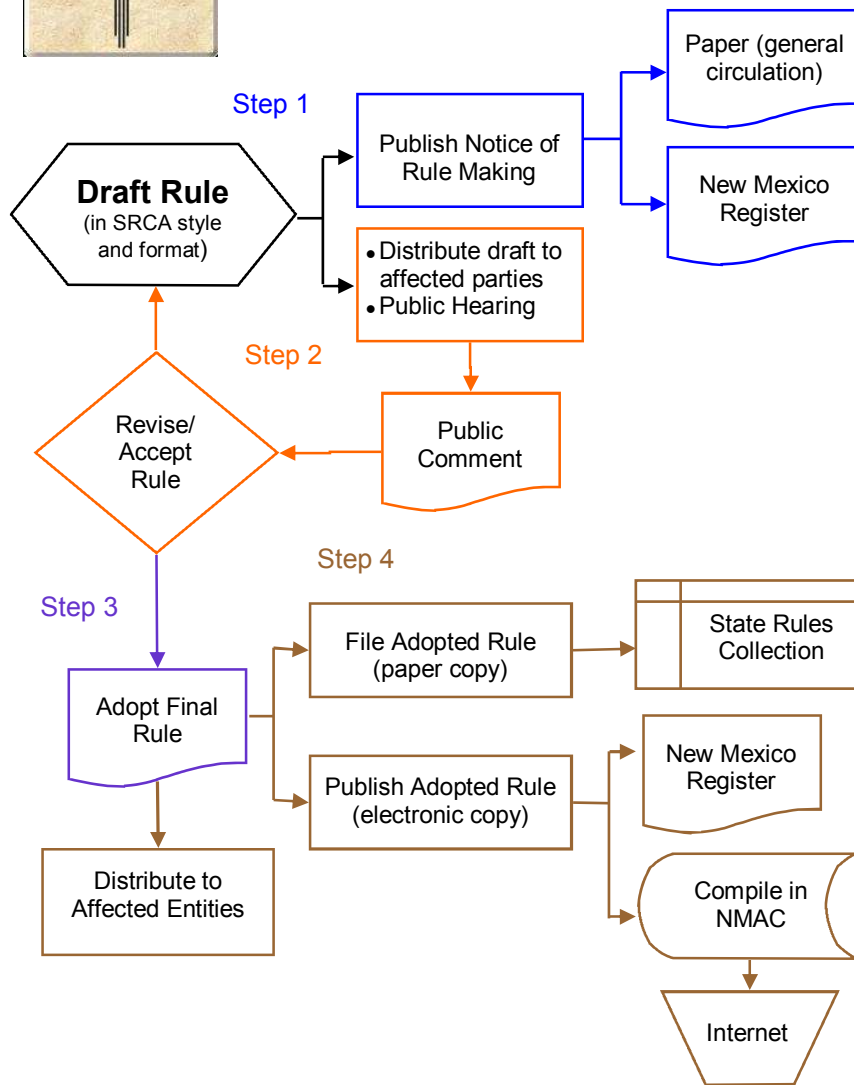 Step 1
Paper (general
circulation)
Publish Notice of
Rule Making
New Mexico
Register
Draft Rule
(in SRCA style
and format)
• Distribute draft to
affected parties
• Public Hearing
Step 2
Revise/
Accept
Rule
Public
Comment
Step 3
Step 4
Adopt Final
Rule
File Adopted Rule
(paper copy)
State Rules
Collection
Publish Adopted Rule
(electronic copy)
New Mexico
Register
Distribute to
Affected Entities
Compile in
NMAC
Internet